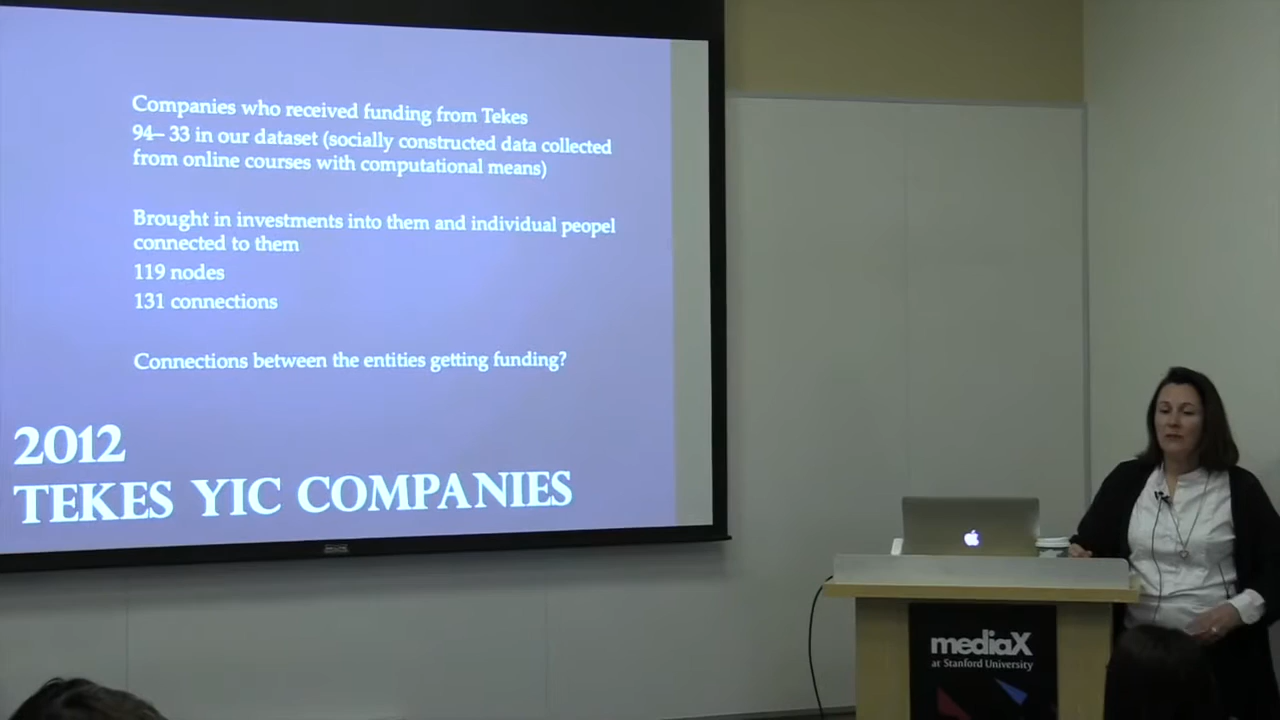 Companies who received funding from Tekes
94– 33 in our dataset (socially constructed data collected
from online courses with computational means)
Brought in investments into them and individual peopel
connected to them
119 nodes
131 connections
Connections between the entities getting funding?
2012
TEKES YIC COMPANIES
mediaX
at Stanford University